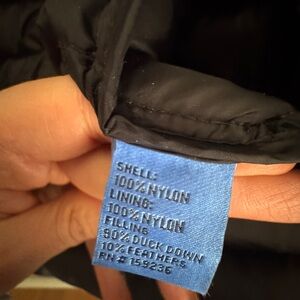 SHELL:
100% NYLON
LINING:
100% NYLON
FILLING
90% DUCK DOWN
10% FEATHERS
RN # 159236